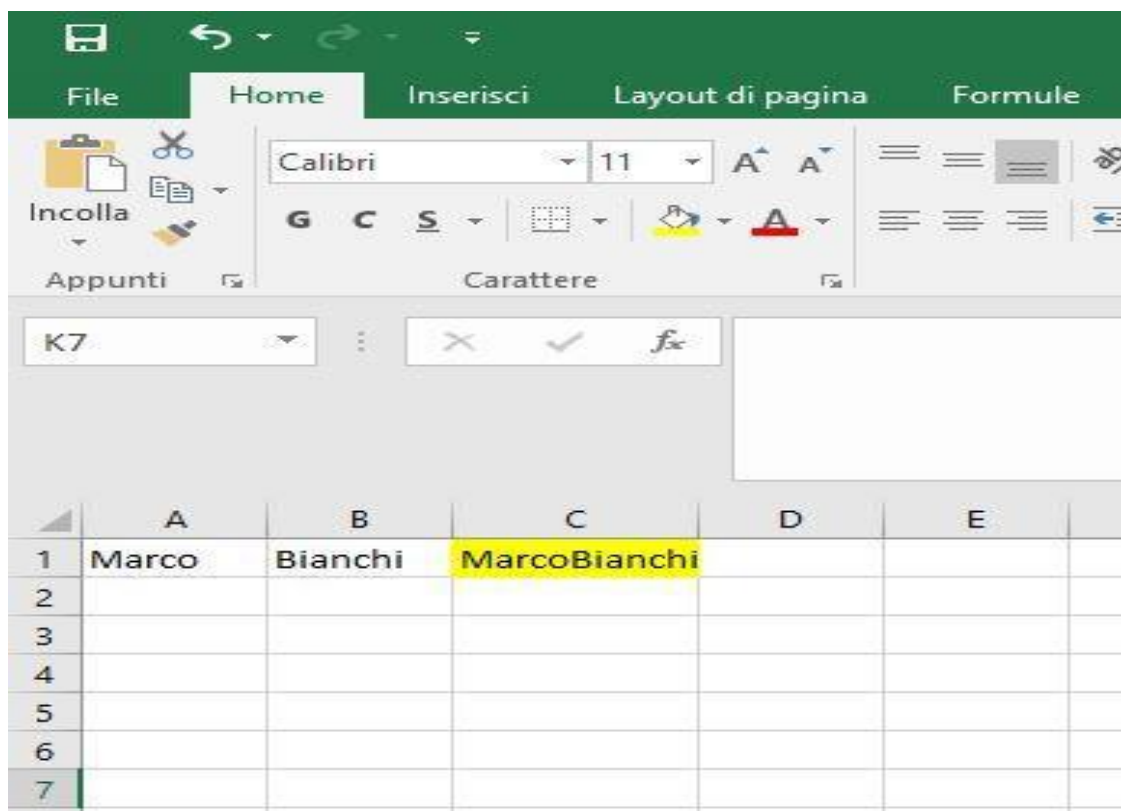 File Home Inserisci Layout di pagina Formule
Calibri 11 A A
Incolla G C S A
Appunti Carattere
K7 fx
A B C D E
1 Marco Bianchi MarcoBianchi
2
3
4
5
6
7